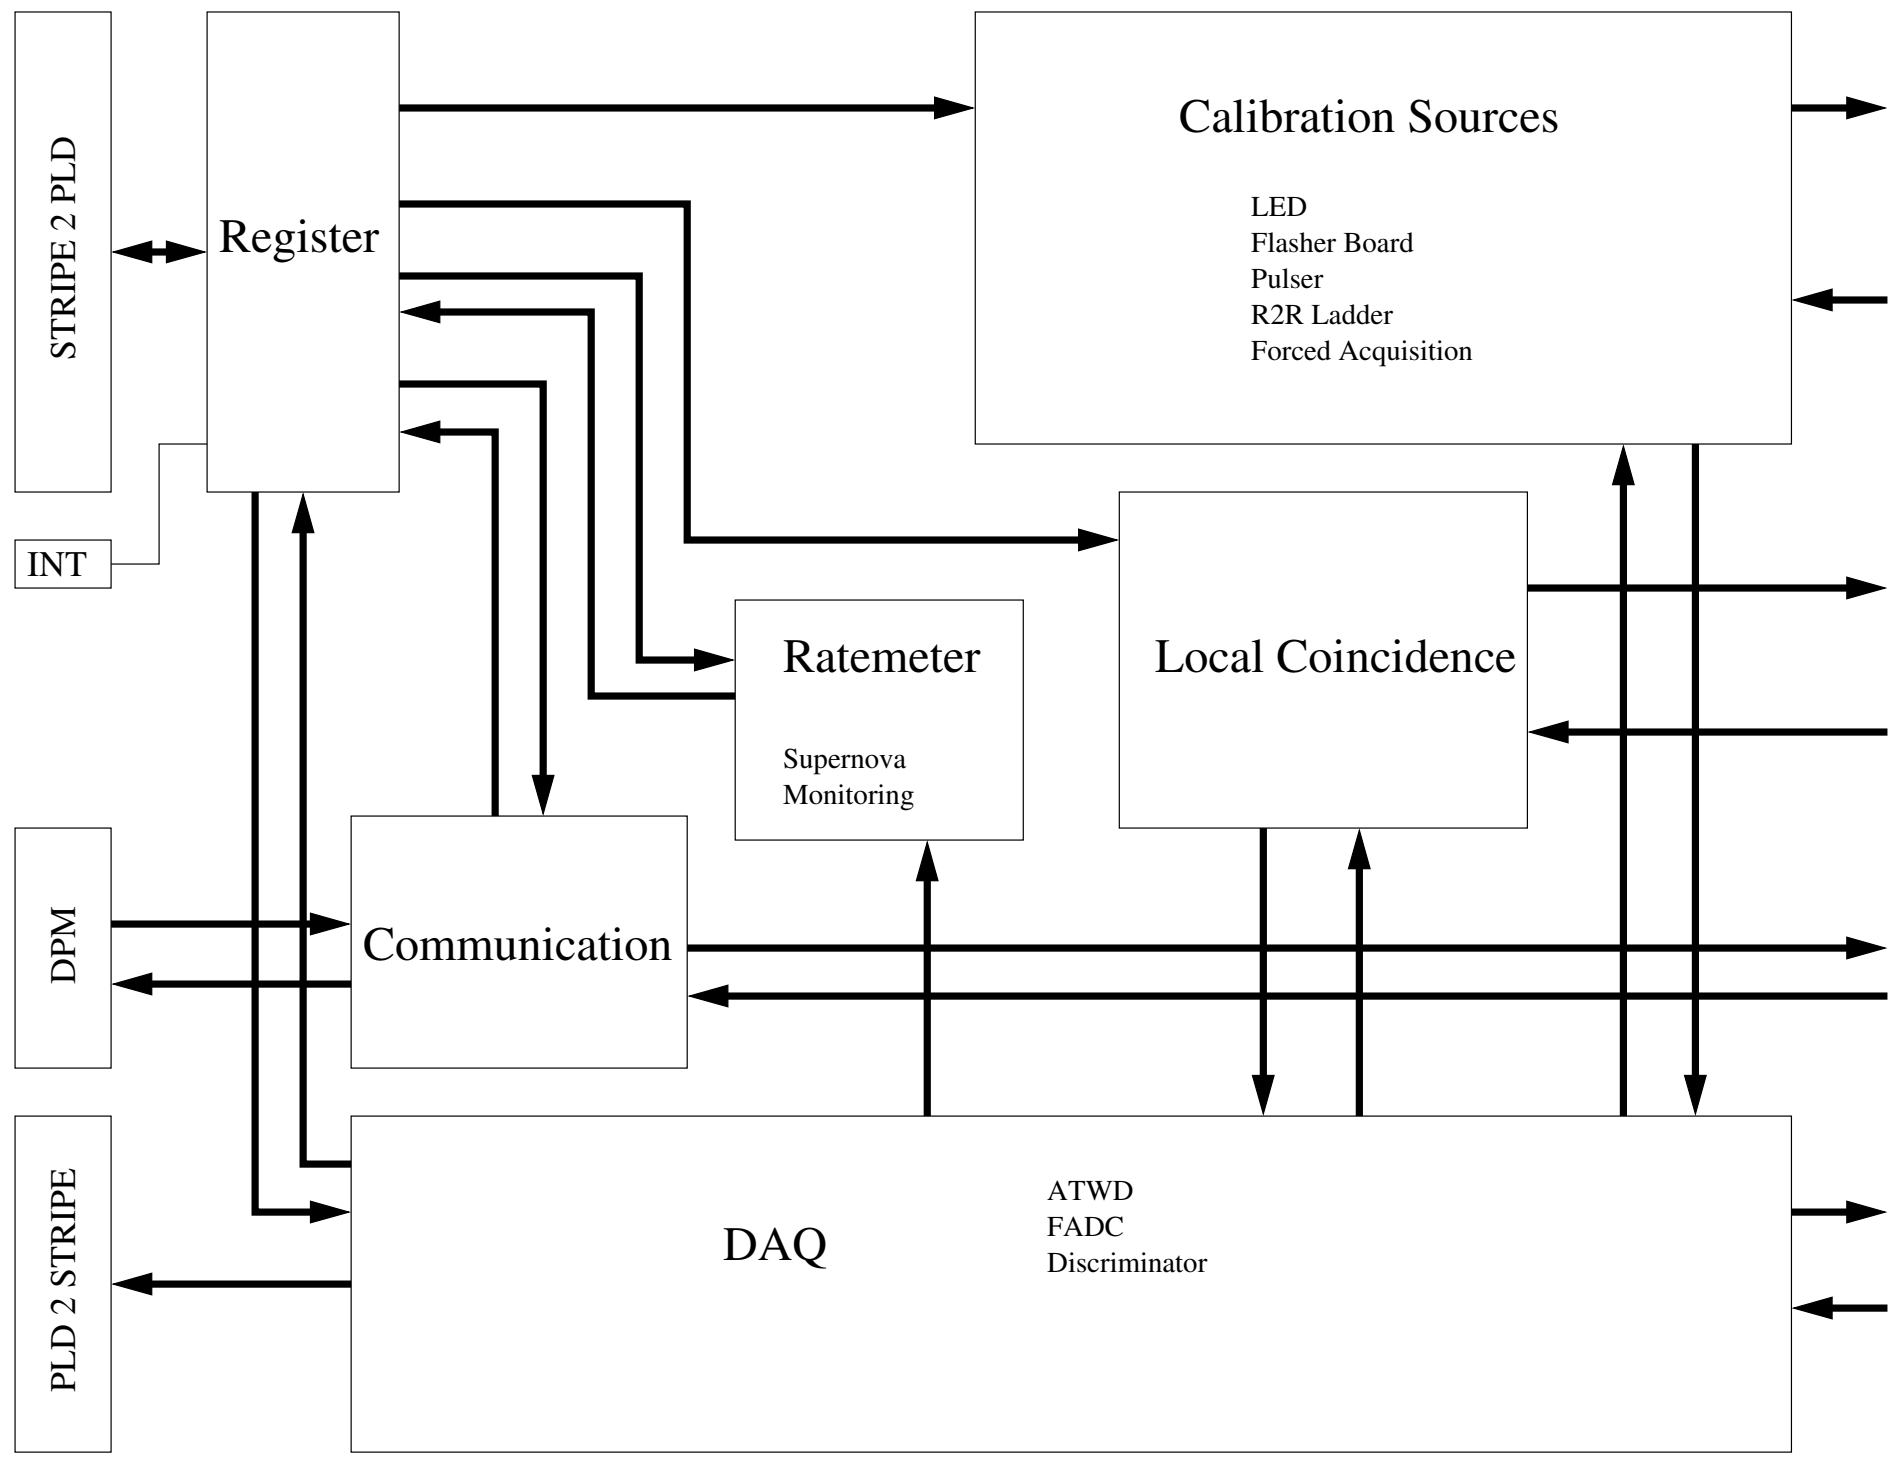 STRIPE 2 PLD
Register
Calibration Sources
LED
Flasher Board
Pulser
R2R Ladder
Forced Acquisition
INT
Ratemeter
Supernova
Monitoring
Local Coincidence
DPM
Communication
PLD 2 STRIPE
DAQ
ATWD
FADC
Discriminator